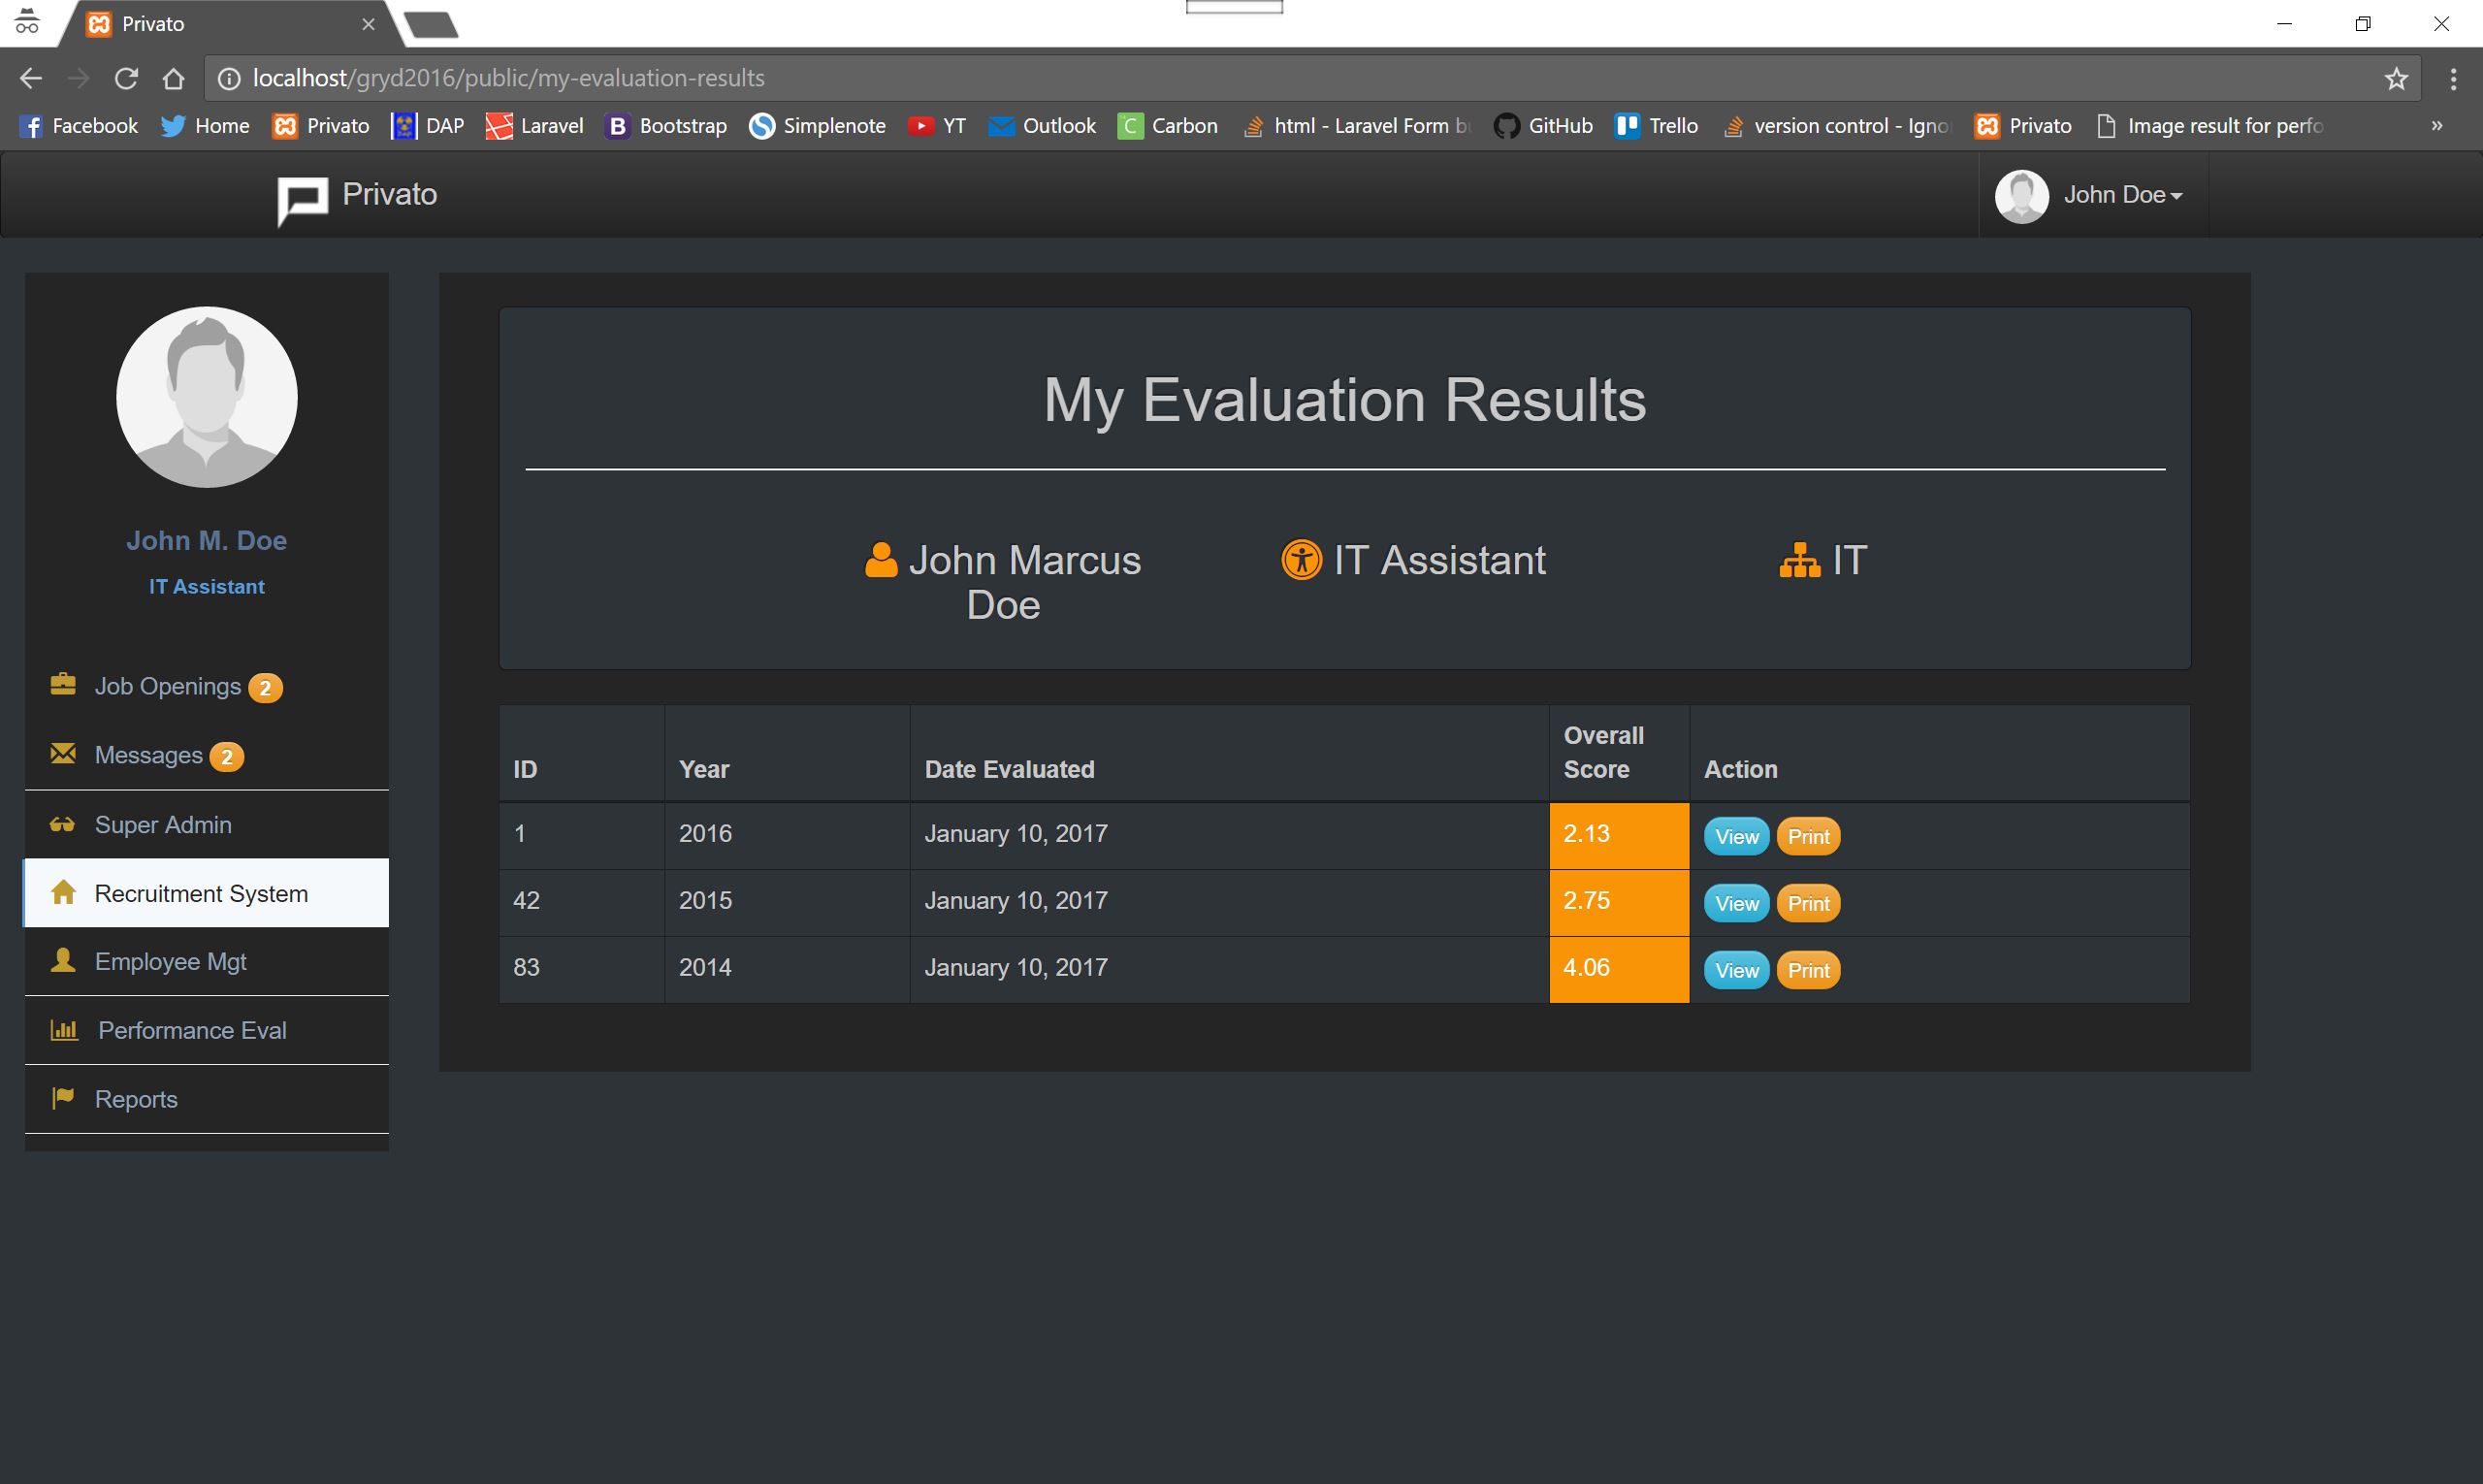 Privato
localhost/gryd2016/public/my-evaluation-results
Facebook Home Privato DAP Laravel Bootstrap Simplenote YT Outlook Carbon html - Laravel Form GitHub Trello version control - Privato Image result for
Privato
John Doe
My Evaluation Results
John Marcus
Doe
IT Assistant
IT
John M. Doe
IT Assistant
Job Openings 2
Messages 2
Super Admin
Recruitment System
Employee Mgt
Performance Eval
Reports
ID Year Date Evaluated Overall Score Action
1 2016 January 10, 2017 2.13 View Print
42 2015 January 10, 2017 2.75 View Print
83 2014 January 10, 2017 4.06 View Print